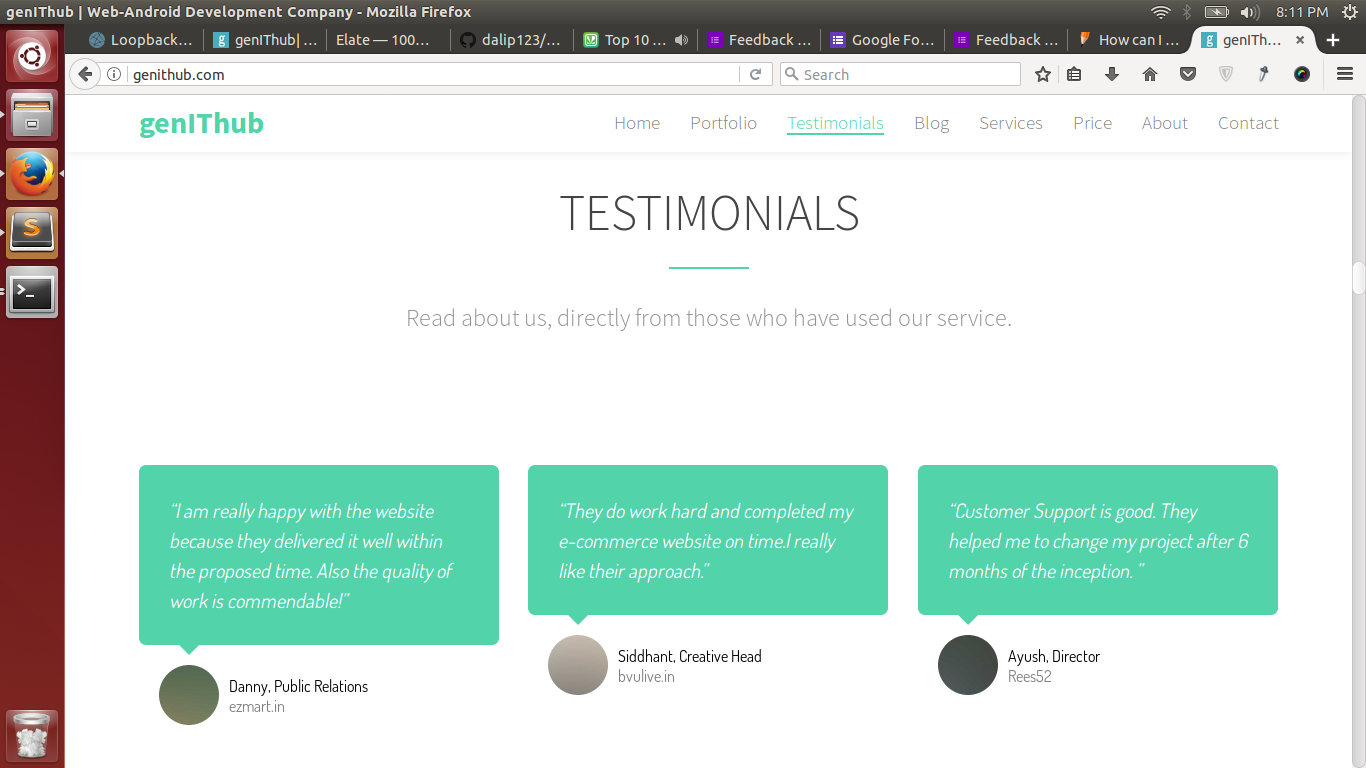 genIThub | Web-Android Development Company - Mozilla Firefox
8:11 PM
Loopback...
genIThub| ...
Elate — 100...
dalip123/...
Top 10 ...
Feedback ...
Google Fo...
Feedback ...
How can I ...
genITh...
genithub.com
Search
genIThub
Home
Portfolio
Testimonials
Blog
Services
Price
About
Contact
TESTIMONIALS
Read about us, directly from those who have used our service.
“I am really happy with the website
because they delivered it well within
the proposed time. Also the quality of
work is commendable!”
Danny, Public Relations
ezmart.in
“They do work hard and completed my
e-commerce website on time.I really
like their approach.”
Siddhant, Creative Head
bvulive.in
“Customer Support is good. They
helped me to change my project after 6
months of the inception. ”
Ayush, Director
Rees52